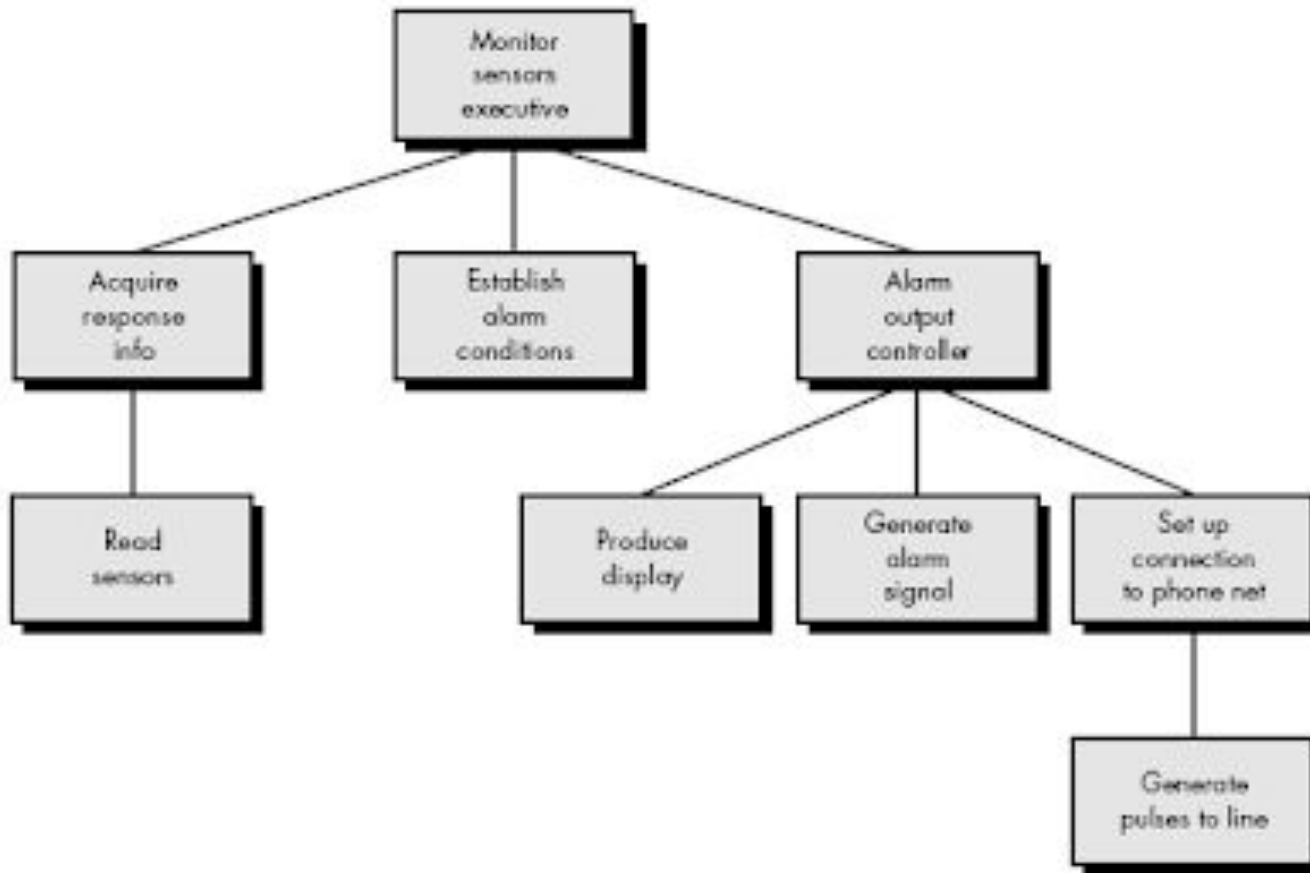 Monitor
sensors
executive
Acquire
response
info
Establish
alarm
conditions
Alarm
output
controller
Read
sensors
Produce
display
Generate
alarm
signal
Set up
connection
to phone net
Generate
pulses to line